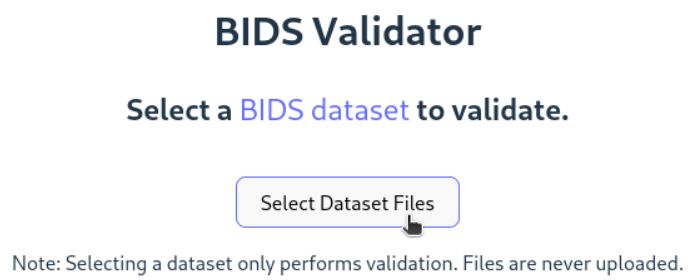 BIDS Validator
Select a BIDS dataset to validate.
Select Dataset Files
Note: Selecting a dataset only performs validation. Files are never uploaded.